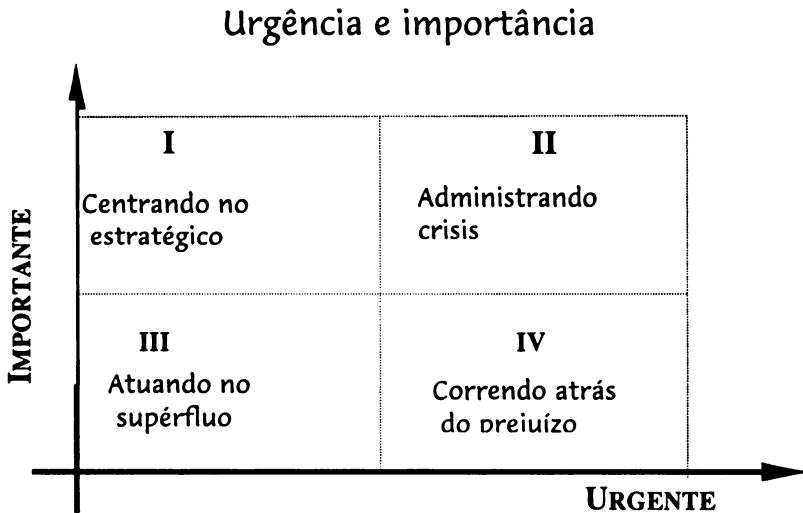 Urgência e importância
I
Centrando no
estratégico
II
Administrando
crisis
IMPORTANTE
III
Atuando no
supérfluo
IV
Correndo atrás
do prejuízo
URGENTE